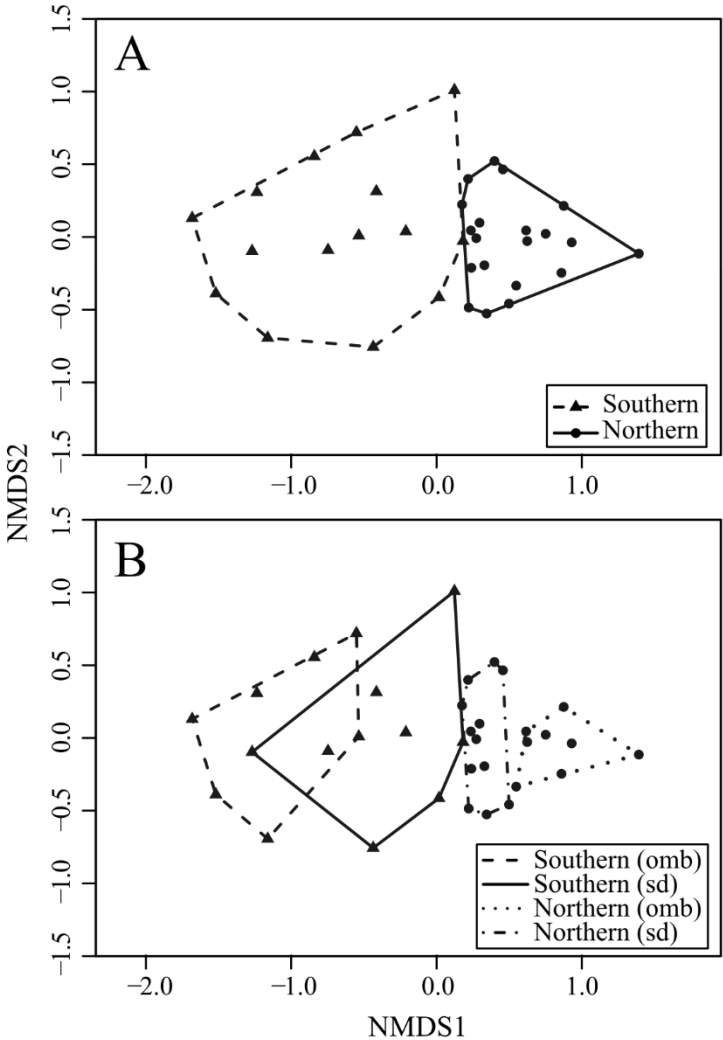 A
1.5
1.0
0.5
0.0
−0.5
−1.0
−1.5
−2.0 −1.0 0.0 1.0
Southern
Northern
NMDS2
B
1.5
1.0
0.5
0.0
−0.5
−1.0
−1.5
Southern (omb)
Southern (sd)
Northern (omb)
Northern (sd)
−2.0 −1.0 0.0 1.0
NMDS1